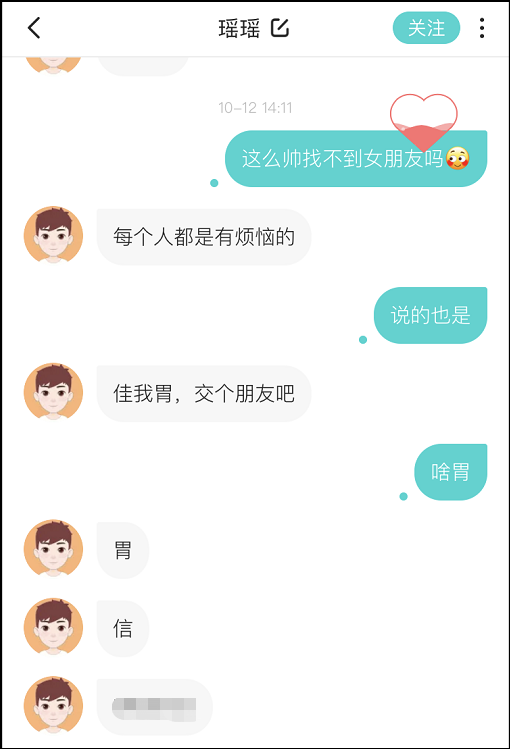 瑶瑶
关注
10-12 14:11
这么帅找不到女朋友吗😳
每个人都是有烦恼的
说的也是
佳我胃，交个朋友吧
啥胃
胃
信